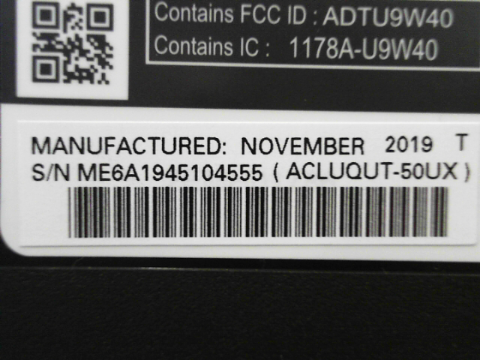 Contains FCC ID : ADTU9W40
Contains IC : 1178A-U9W40
MANUFACTURED: NOVEMBER 2019 T
S/N ME6A1945104555 ( ACLUQUT-50UX )